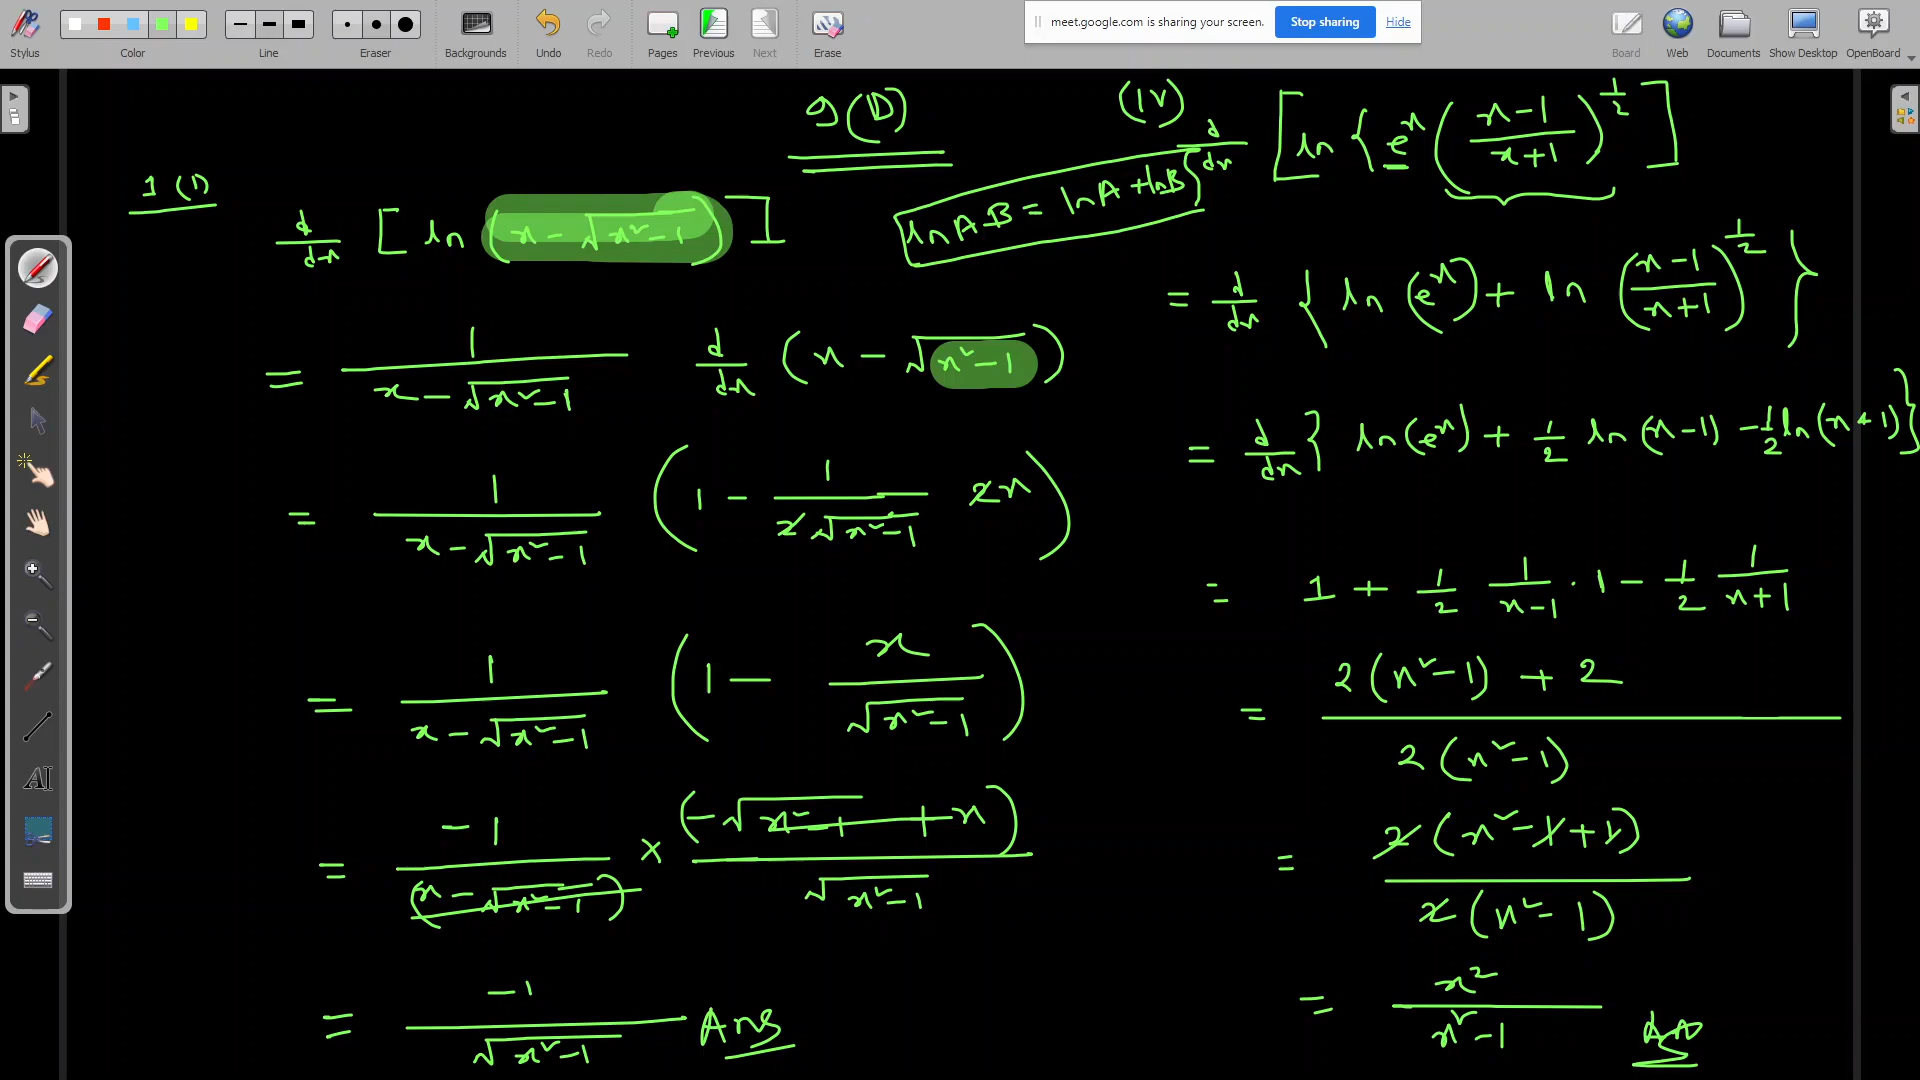 Stylus
Color
Line
Eraser
Backgrounds
Undo
Redo
Pages
Previous
Next
Erase
meet.google.com is sharing your screen.
Stop sharing
Hide
Board
Web
Documents
Show Desktop
OpenBoard
9(D)
1 (i)
d/dx [ ln (x - √(x²-1)) ]
= 1/(x - √(x²-1)) d/dx (x - √(x²-1))
= 1/(x - √(x²-1)) (1 - 1/(2√(x²-1)) 2x)
= 1/(x - √(x²-1)) (1 - x/√(x²-1))
= -1/(x - √(x²-1)) × (-√(x²-1) + x)/√(x²-1)
= -1/√(x²-1) Ans
(iv) d/dx [ ln { e^x ((x-1)/(x+1))^(1/2) ]
ln AB = ln A + ln B
= d/dx { ln (e^x) + ln ((x-1)/(x+1))^(1/2) }
= d/dx { ln (e^x) + 1/2 ln (x-1) - 1/2 ln (x+1) }
= 1 + 1/2 1/(x-1) · 1 - 1/2 1/(x+1)
= (2(x²-1) + 2)/(2(x²-1))
= 2(x²-1+1)/(2(x²-1))
= x²/(x²-1)
AI